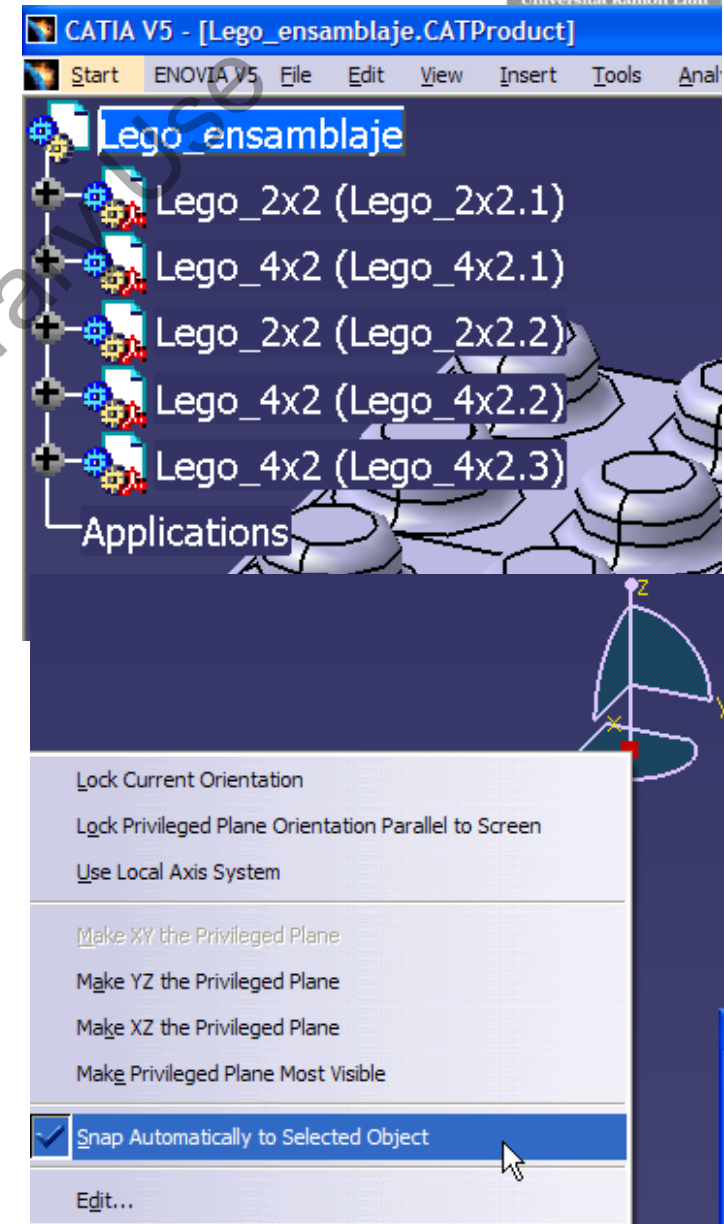 CATIA V5 - [Lego_ensamblaje.CATProduct]
Start ENOVIA V5 File Edit View Insert Tools
Lego_ensamblaje
Lego_2x2 (Lego_2x2.1)
Lego_4x2 (Lego_4x2.1)
Lego_2x2 (Lego_2x2.2)
Lego_4x2 (Lego_4x2.2)
Lego_4x2 (Lego_4x2.3)
Applications
z
y
x
Lock Current Orientation
Lock Privileged Plane Orientation Parallel to Screen
Use Local Axis System
Make XY the Privileged Plane
Make YZ the Privileged Plane
Make XZ the Privileged Plane
Make Privileged Plane Most Visible
Snap Automatically to Selected Object
Edit...
Use